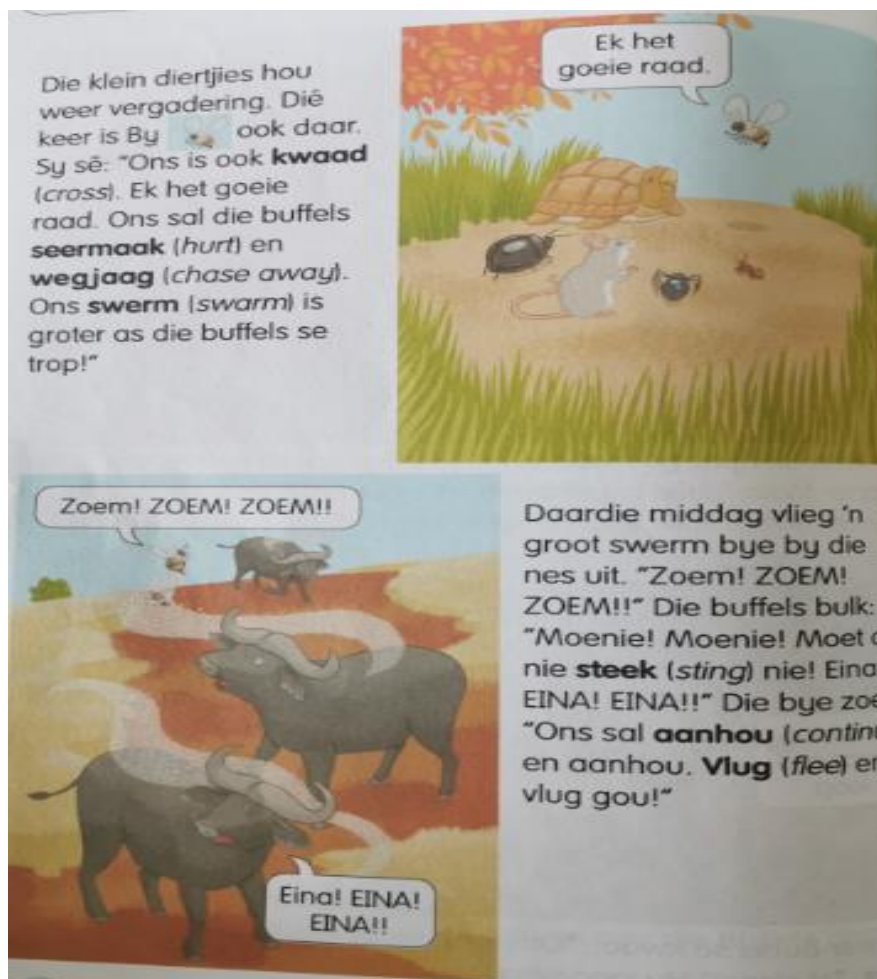 Die klein diertjies hou
weer vergadering. Dié
keer is By ook daar.
Sy sê: "Ons is ook kwaad
(cross). Ek het goeie
raad. Ons sal die buffels
seermaak (hurt) en
wegjaag (chase away).
Ons swerm (swarm) is
groter as die buffels se
trop!"
Ek het
goeie raad.
Zoem! ZOEM! ZOEM!!
Eina! EINA!
EINA!!
Daardie middag vlieg 'n
groot swerm bye by die
nes uit. "Zoem! ZOEM!
ZOEM!!" Die buffels bulk:
"Moenie! Moenie! Moet
nie steek (sting) nie! Eina
EINA! EINA!!" Die bye
"Ons sal aanhou
en aanhou. Vlug (flee)
vlug gou!"